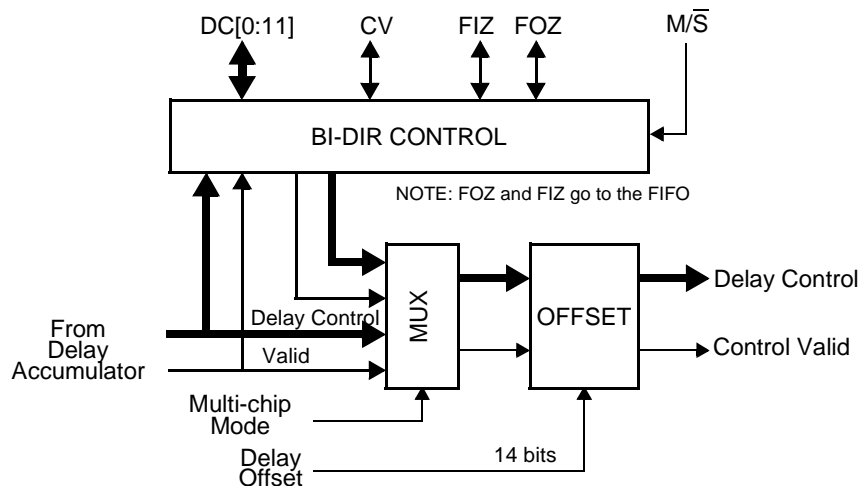 DC[0:11] CV FIZ FOZ M/S̅
BI-DIR CONTROL
NOTE: FOZ and FIZ go to the FIFO
MUX
OFFSET
Delay Control
Control Valid
From
Delay
Accumulator
Delay Control
Valid
Multi-chip
Mode
Delay
Offset
14 bits